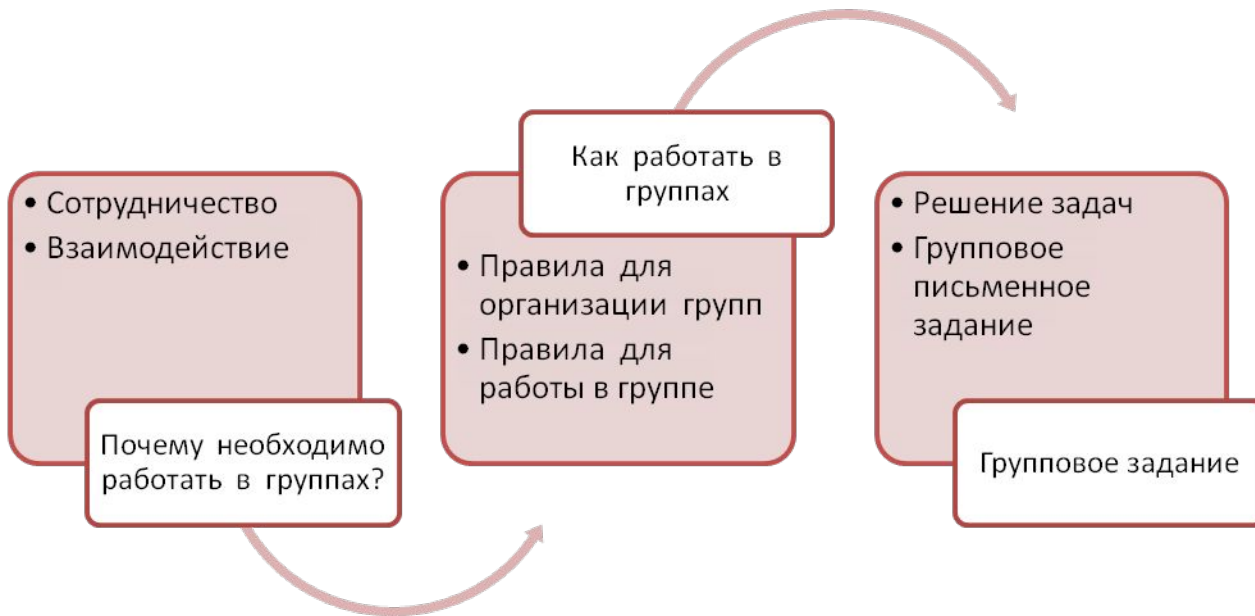 • Сотрудничество
• Взаимодействие
Почему необходимо
работать в группах?
Как работать в
группах
• Правила для
организации групп
• Правила для
работы в группе
• Решение задач
• Групповое
письменное
задание
Групповое задание